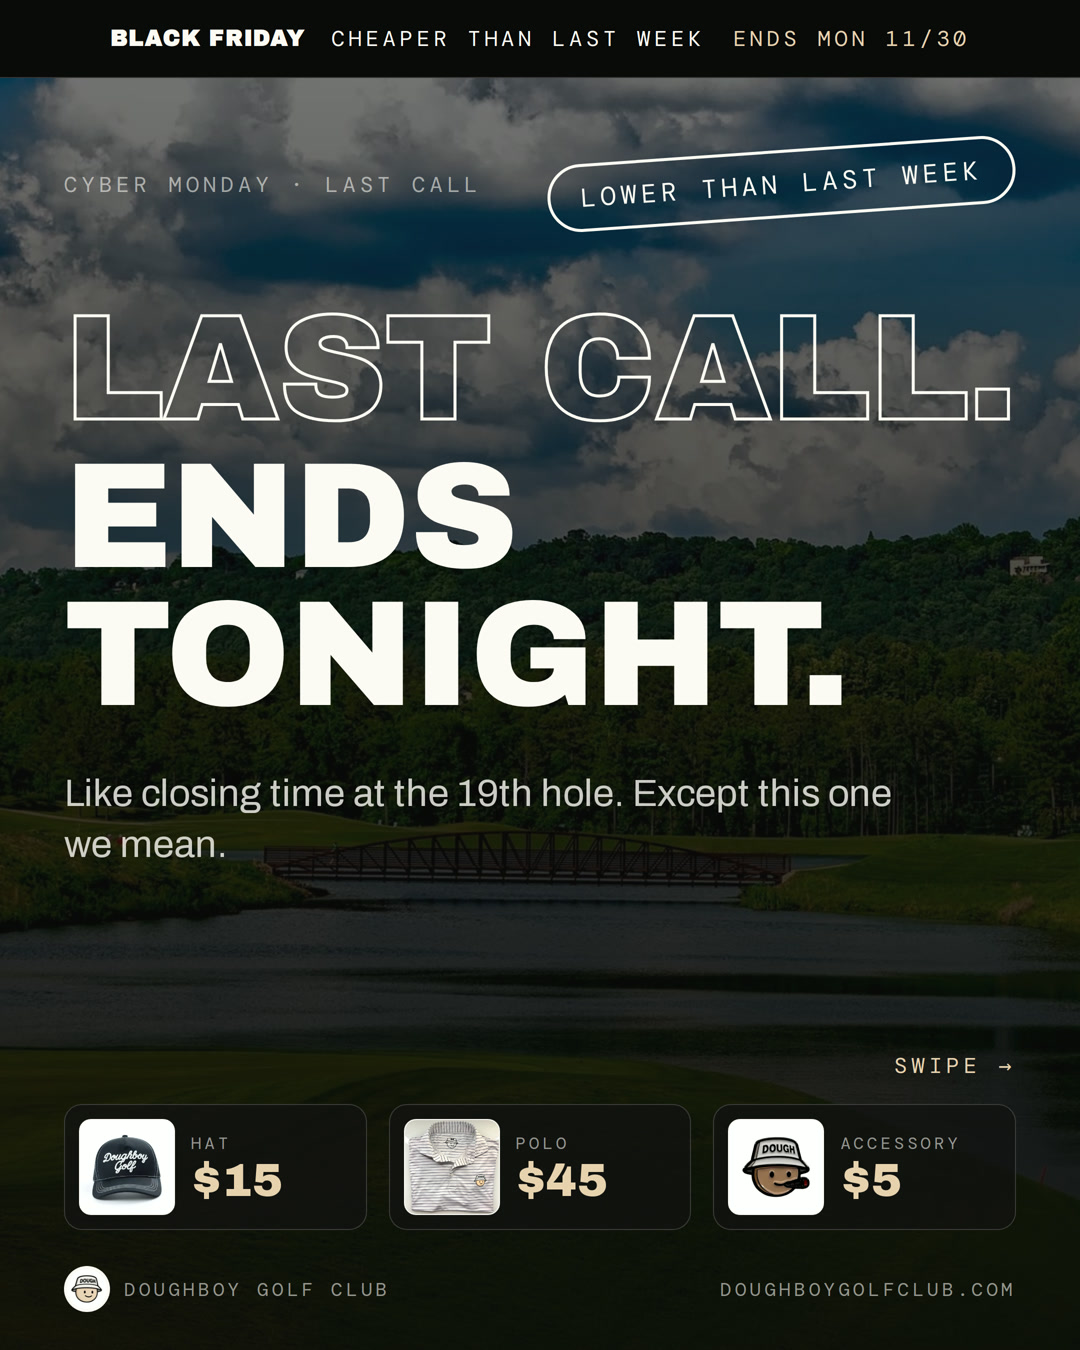 BLACK FRIDAY CHEAPER THAN LAST WEEK ENDS MON 11/30
CYBER MONDAY · LAST CALL
LOWER THAN LAST WEEK
LAST CALL.
ENDS
TONIGHT.
Like closing time at the 19th hole. Except this one
we mean.
SWIPE →
Doughboy
Golf
HAT
$15
POLO
$45
DOUGH
ACCESSORY
$5
DOUGH
DOUGHBOY GOLF CLUB
DOUGHBOYGOLFCLUB.COM